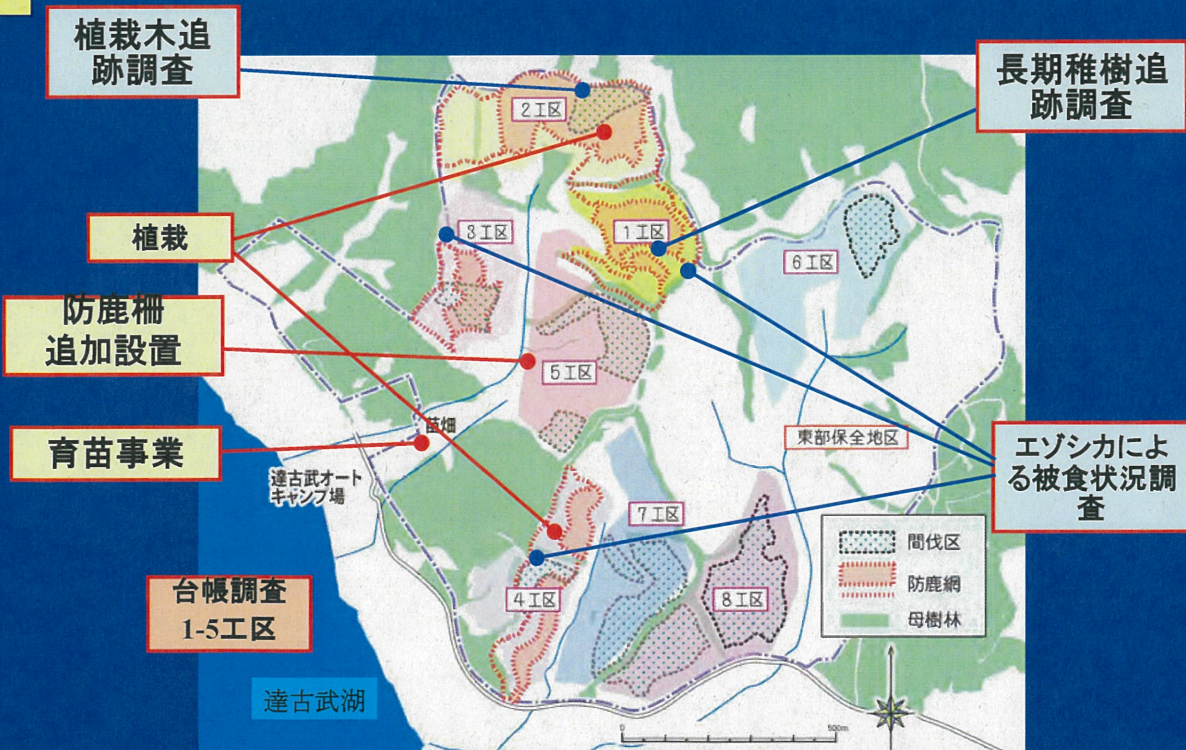 植栽木追
跡調査
長期稚樹追
跡調査
2工区
植栽
3工区
1工区
6工区
防鹿柵
追加設置
5工区
苗畑
育苗事業
東部保全地区
エゾシカによ
る被食状況調
査
達古武オート
キャンプ場
7工区
間伐区
防鹿網
母樹林
台帳調査
1-5工区
4工区
8工区
達古武湖
0
500m